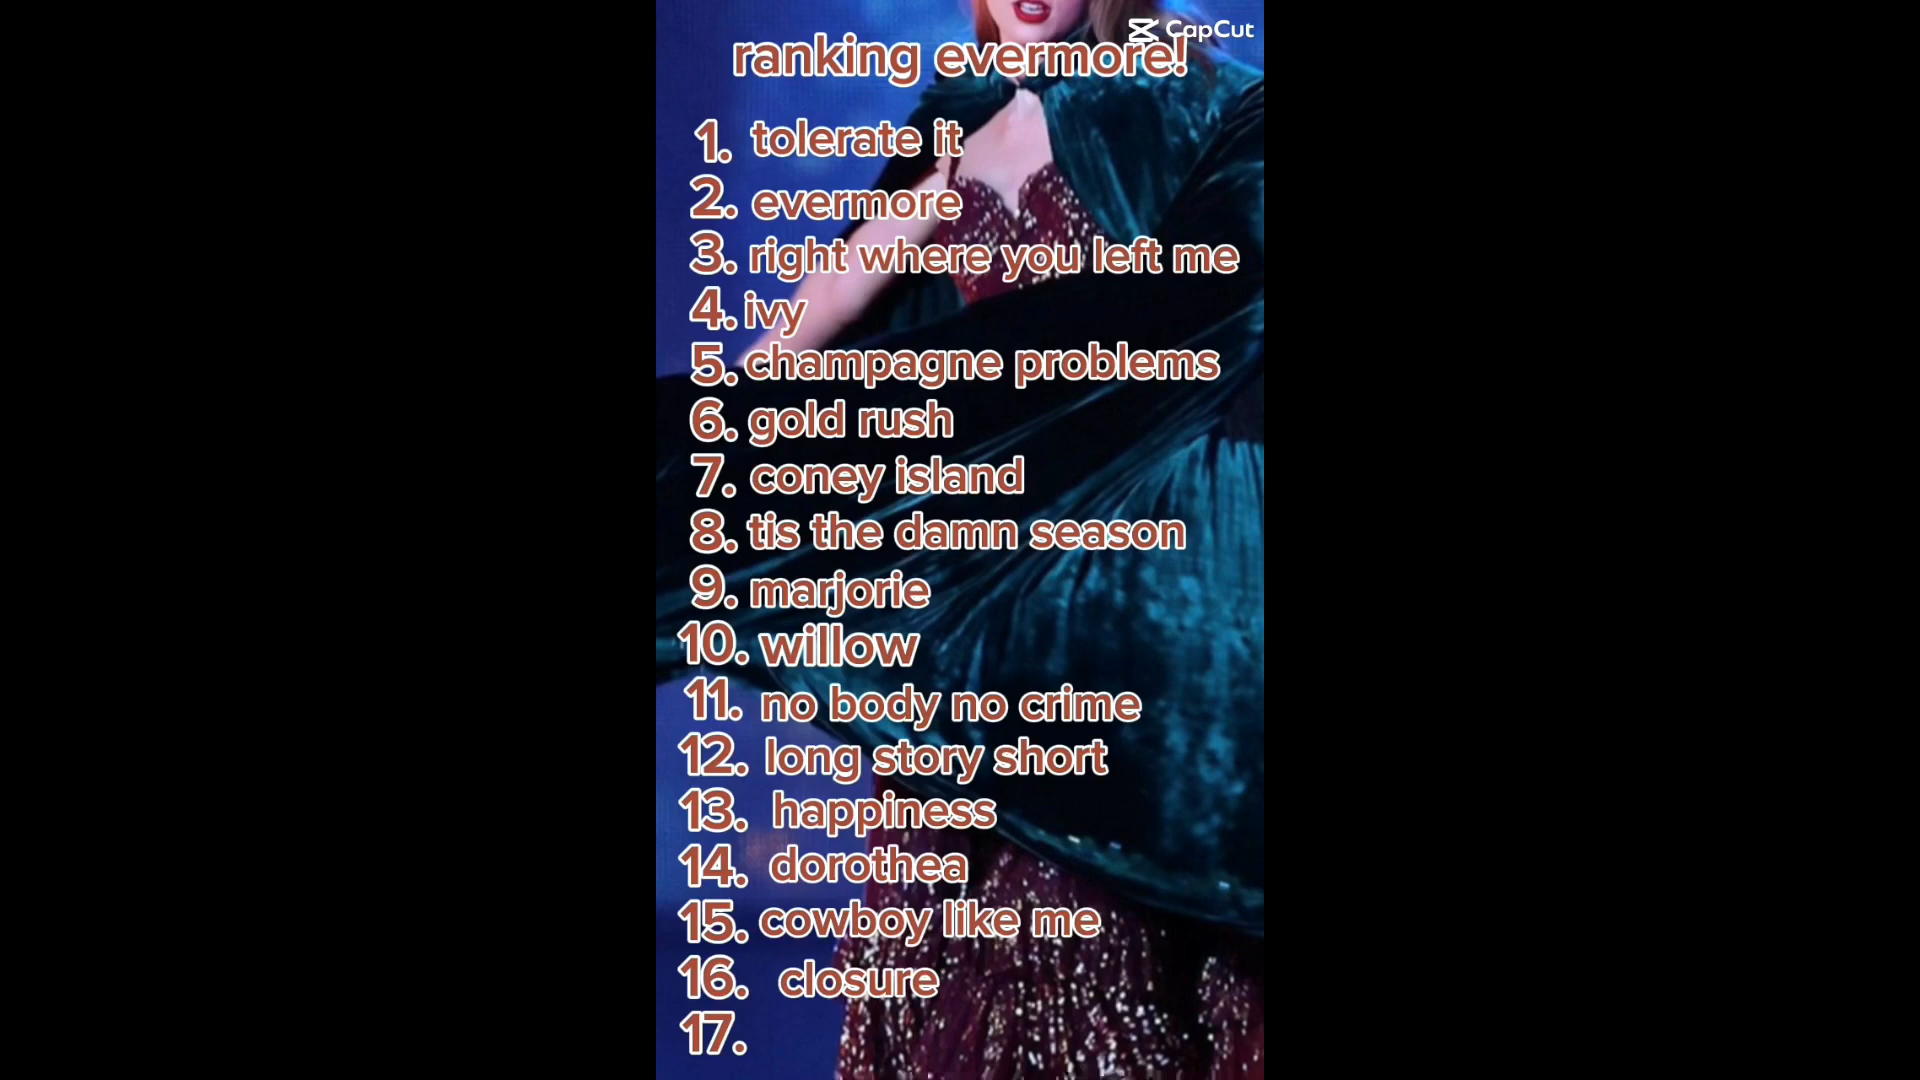 CapCut
ranking evermore!
1. tolerate it
2. evermore
3. right where you left me
4. ivy
5. champagne problems
6. gold rush
7. coney island
8. tis the damn season
9. marjorie
10. willow
11. no body no crime
12. long story short
13. happiness
14. dorothea
15. cowboy like me
16. closure
17.